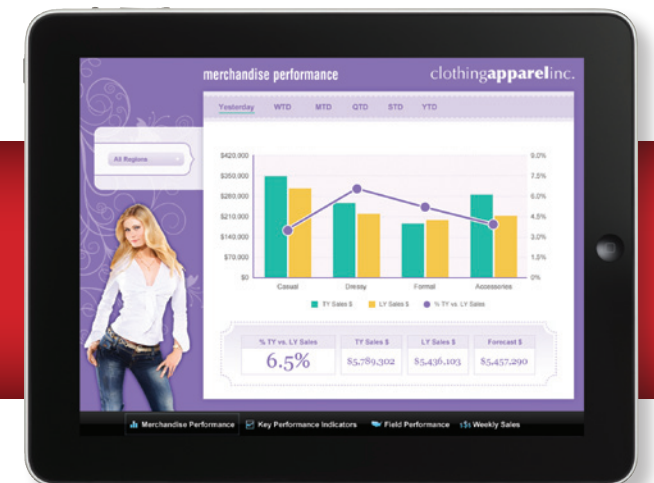 merchandise performance
clothingapparelinc.
Yesterday WTD MTD QTD STD YTD
All Regions
$420,000 9.0%
$350,000 7.5%
$280,000 6.0%
$210,000 4.5%
$140,000 3.0%
$70,000 1.5%
$0 0%
Casual Dressy Formal Accessories
TY Sales $ LY Sales $ % TY vs. LY Sales
% TY vs. LY Sales TY Sales $ LY Sales $ Forecast $
6.5% $5,789,302 $5,436,103 $5,457,290
Merchandise Performance Key Performance Indicators Field Performance Weekly Sales